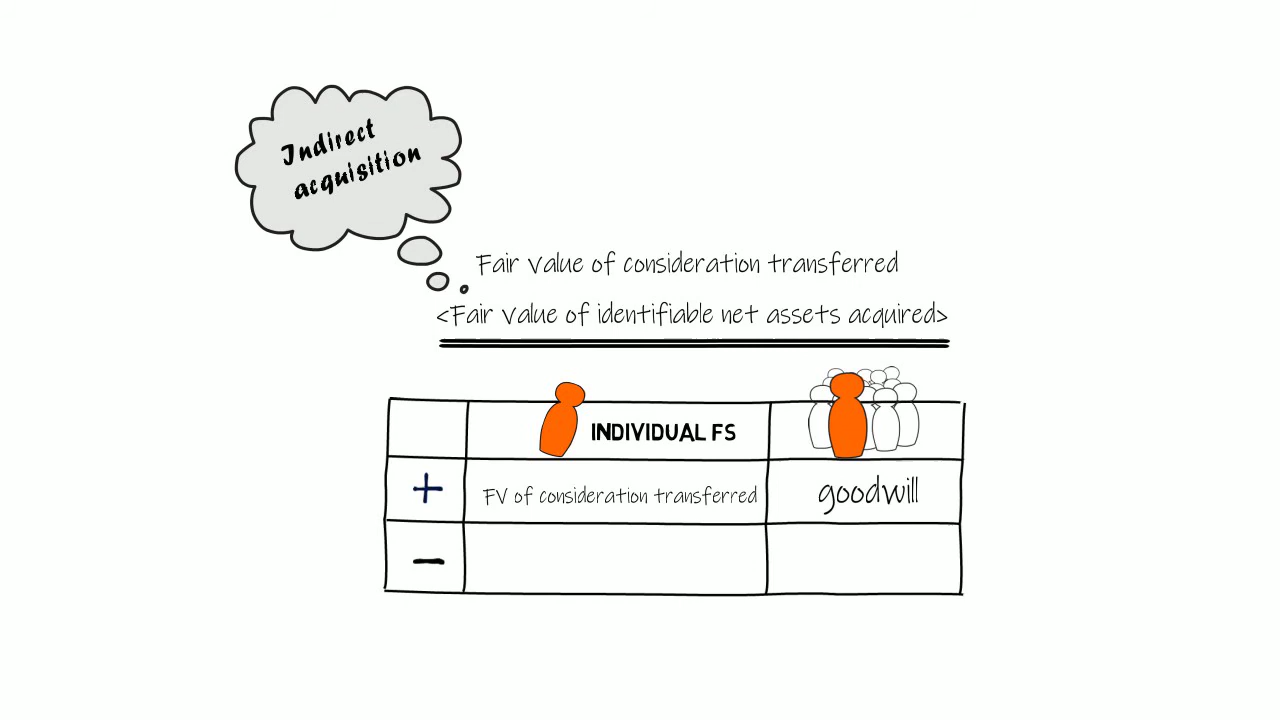 Indirect
acquisition
Fair value of consideration transferred
<Fair value of identifiable net assets acquired>
INDIVIDUAL FS
+ FV of consideration transferred goodwill
−